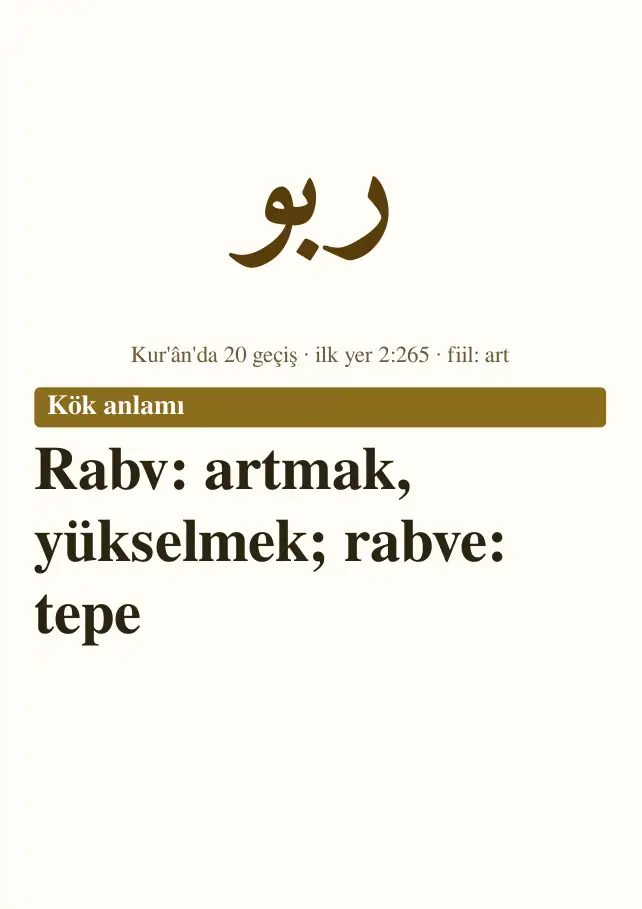 ربو
Kur'ân'da 20 geçiş · ilk yer 2:265 · fiil: art
Kök anlamı
Rabv: artmak,
yükselmek; rabve:
tepe